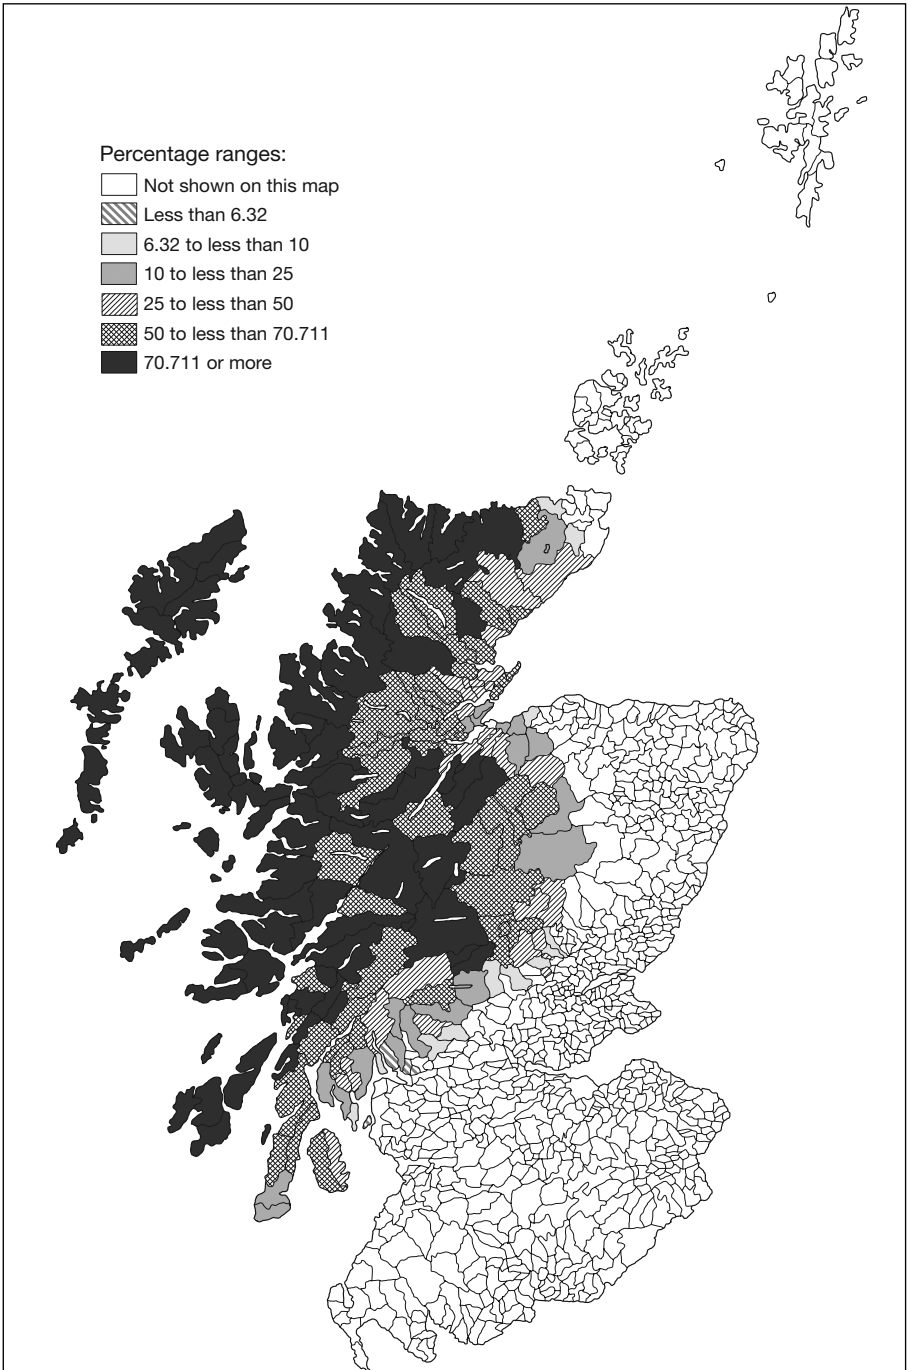 Percentage ranges:
Not shown on this map
Less than 6.32
6.32 to less than 10
10 to less than 25
25 to less than 50
50 to less than 70.711
70.711 or more